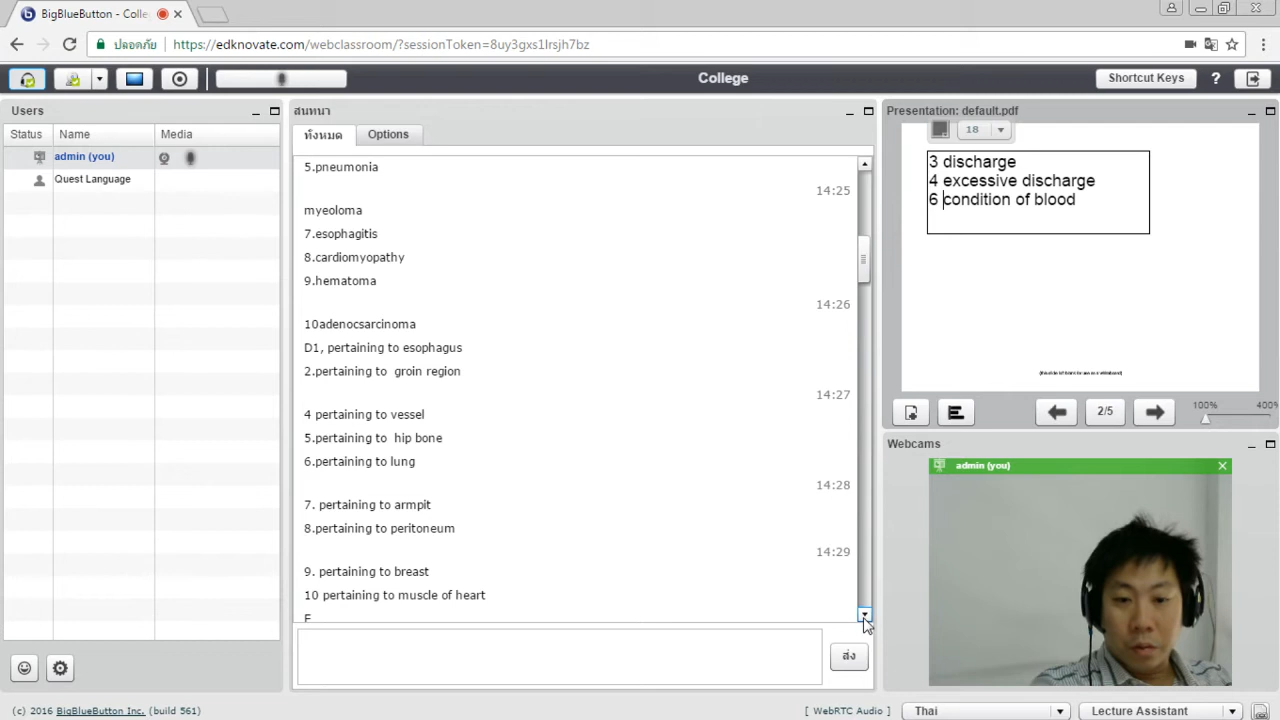 BigBlueButton - Colle
ปลอดภัย
https://edknovate.com/webclassroom/?sessionToken=8uy3gxs1lrsjh7bz
College
Shortcut Keys
?
Users
Status Name Media
admin (you)
Quest Language
สนทนา
ทั้งหมด Options
5.pneumonia
14:25
myeoloma
7.esophagitis
8.cardiomyopathy
9.hematoma
14:26
10adenocsarcinoma
D1, pertaining to esophagus
2.pertaining to groin region
14:27
4 pertaining to vessel
5.pertaining to hip bone
6.pertaining to lung
14:28
7. pertaining to armpit
8.pertaining to peritoneum
14:29
9. pertaining to breast
10 pertaining to muscle of heart
ส่ง
Presentation: default.pdf
18
3 discharge
4 excessive discharge
6 condition of blood
2/5
100% 400%
Webcams
admin (you)
(c) 2016 BigBlueButton Inc. (build 561)
[ WebRTC Audio ]
Thai
Lecture Assistant